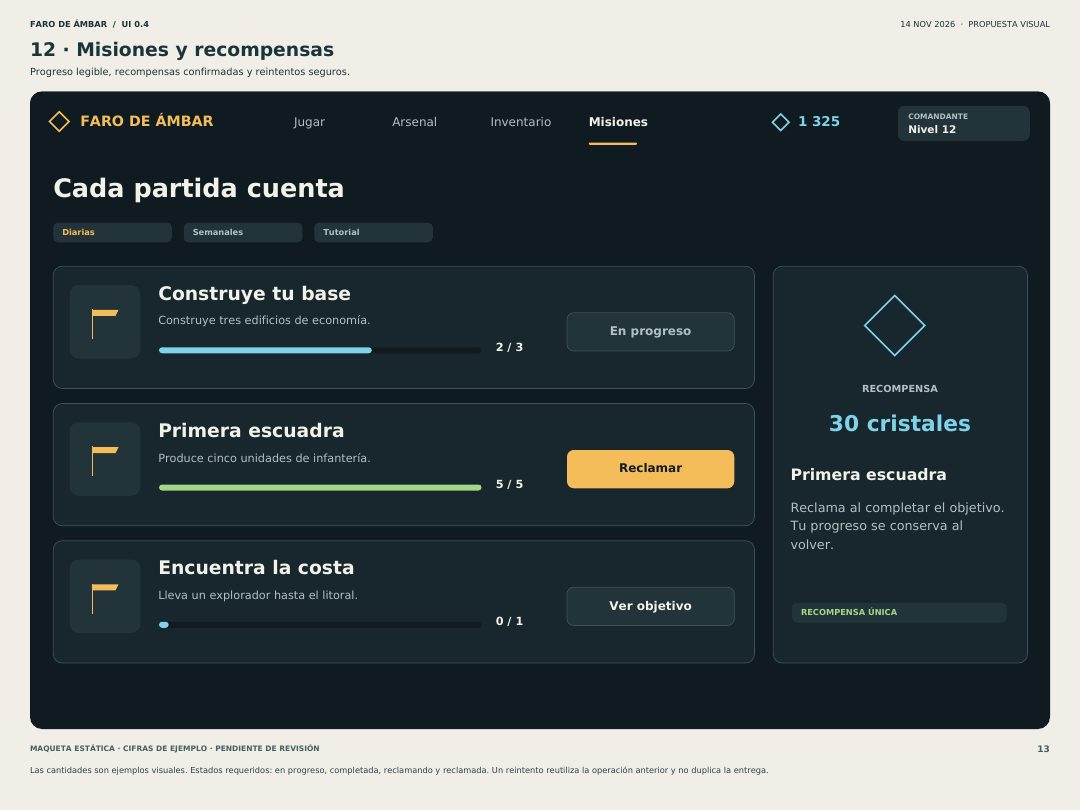 FARO DE ÁMBAR / UI 0.4
14 NOV 2026 · PROPUESTA VISUAL
12 · Misiones y recompensas
Progreso legible, recompensas confirmadas y reintentos seguros.
FARO DE ÁMBAR
Jugar
Arsenal
Inventario
Misiones
1 325
COMANDANTE
Nivel 12
Cada partida cuenta
Diarias
Semanales
Tutorial
Construye tu base
Construye tres edificios de economía.
2 / 3
En progreso
Primera escuadra
Produce cinco unidades de infantería.
5 / 5
Reclamar
Encuentra la costa
Lleva un explorador hasta el litoral.
0 / 1
Ver objetivo
RECOMPENSA
30 cristales
Primera escuadra
Reclama al completar el objetivo.
Tu progreso se conserva al
volver.
RECOMPENSA ÚNICA
MAQUETA ESTÁTICA · CIFRAS DE EJEMPLO · PENDIENTE DE REVISIÓN
13
Las cantidades son ejemplos visuales. Estados requeridos: en progreso, completada, reclamando y reclamada. Un reintento reutiliza la operación anterior y no duplica la entrega.